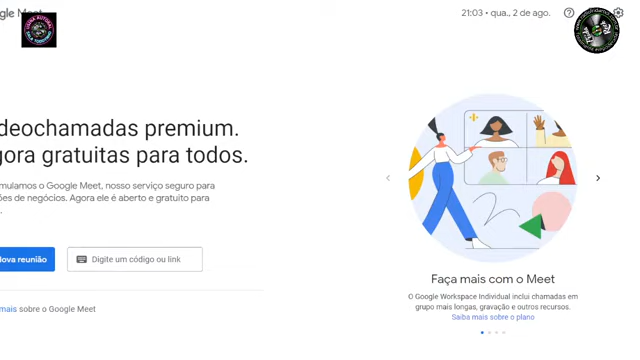 gle Meet
21:03 • qua., 2 de ago.
deochamadas premium.
gora gratuitas para todos.
mulamos o Google Meet, nosso serviço seguro para
ões de negócios. Agora ele é aberto e gratuito para
.
Nova reunião
Digite um código ou link
mais sobre o Google Meet
Faça mais com o Meet
O Google Workspace Individual inclui chamadas em
grupo mais longas, gravação e outros recursos.
Saiba mais sobre o plano